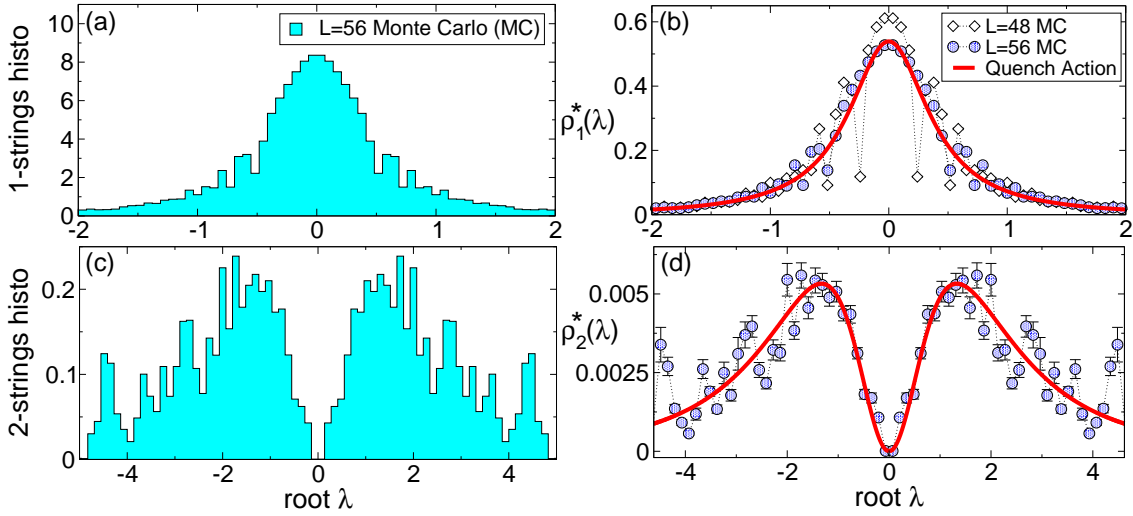 (a)
L=56 Monte Carlo (MC)
1-strings histo
10
8
6
4
2
0
-2
-1
0
1
2
(b)
L=48 MC
L=56 MC
Quench Action
ρ*1(λ)
0.6
0.4
0.2
0
-2
-1
0
1
2
(c)
2-strings histo
0.2
0.1
0
-4
-2
0
2
4
root λ
(d)
ρ*2(λ)
0.005
0.0025
0
-4
-2
0
2
4
root λ